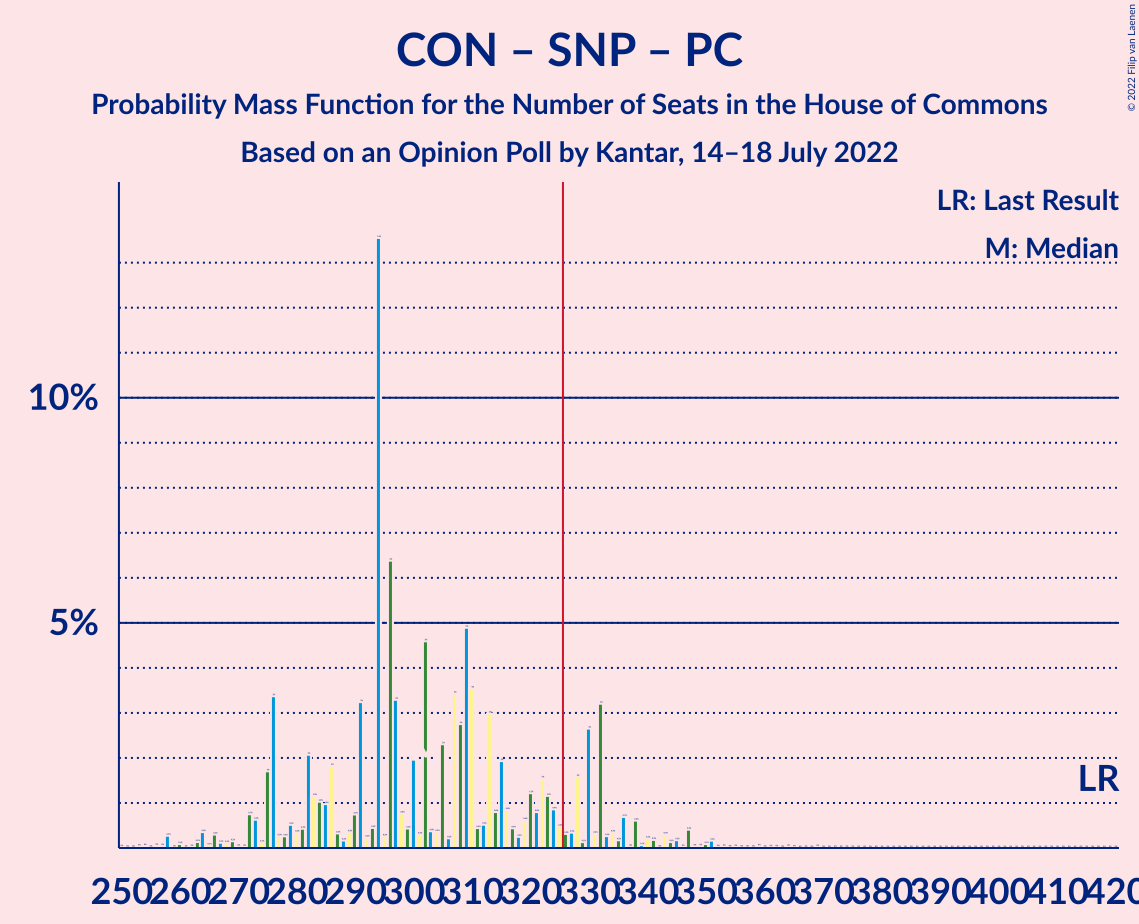 CON – SNP – PC
Probability Mass Function for the Number of Seats in the House of Commons
Based on an Opinion Poll by Kantar, 14–18 July 2022
© 2022 Filip van Laenen
LR: Last Result
M: Median
10%
5%
LR
250 260 270 280 290 300 310 320 330 340 350 360 370 380 390 400 410 420